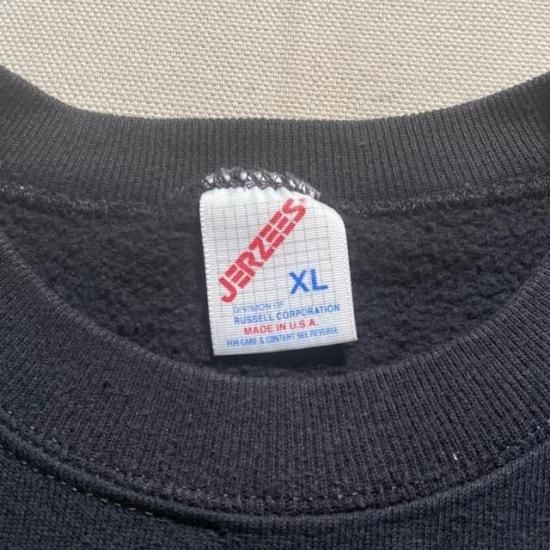 JERZEES®
XL
DIVISION OF
RUSSELL CORPORATION
MADE IN U.S.A.
FOR CARE & CONTENT SEE REVERSE